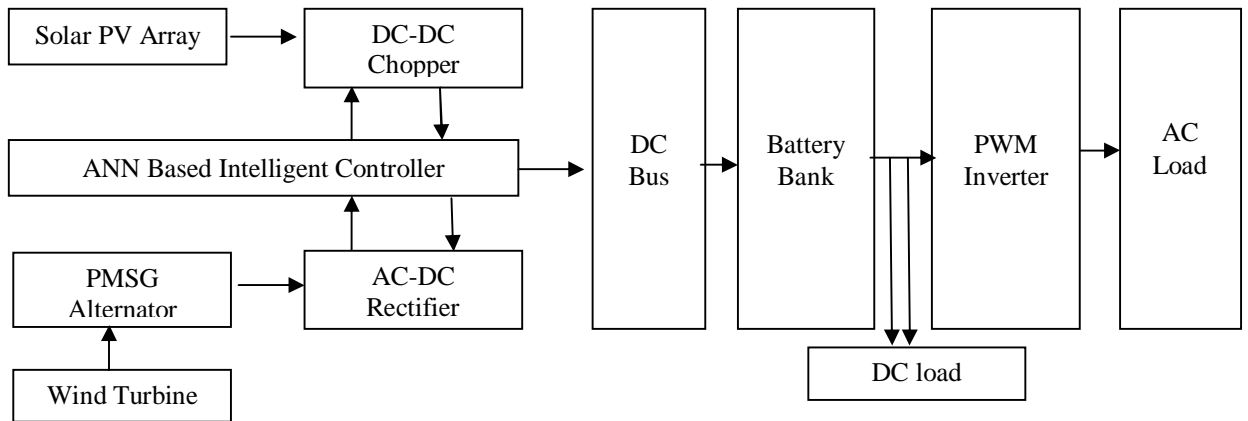 Solar PV Array
DC-DC
Chopper
ANN Based Intelligent Controller
PMSG
Alternator
AC-DC
Rectifier
Wind Turbine
DC
Bus
Battery
Bank
PWM
Inverter
AC
Load
DC load